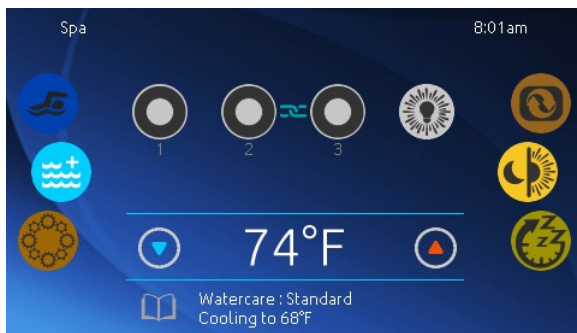 Spa
8:01am
1
2
3
74°F
Watercare : Standard
Cooling to 68°F